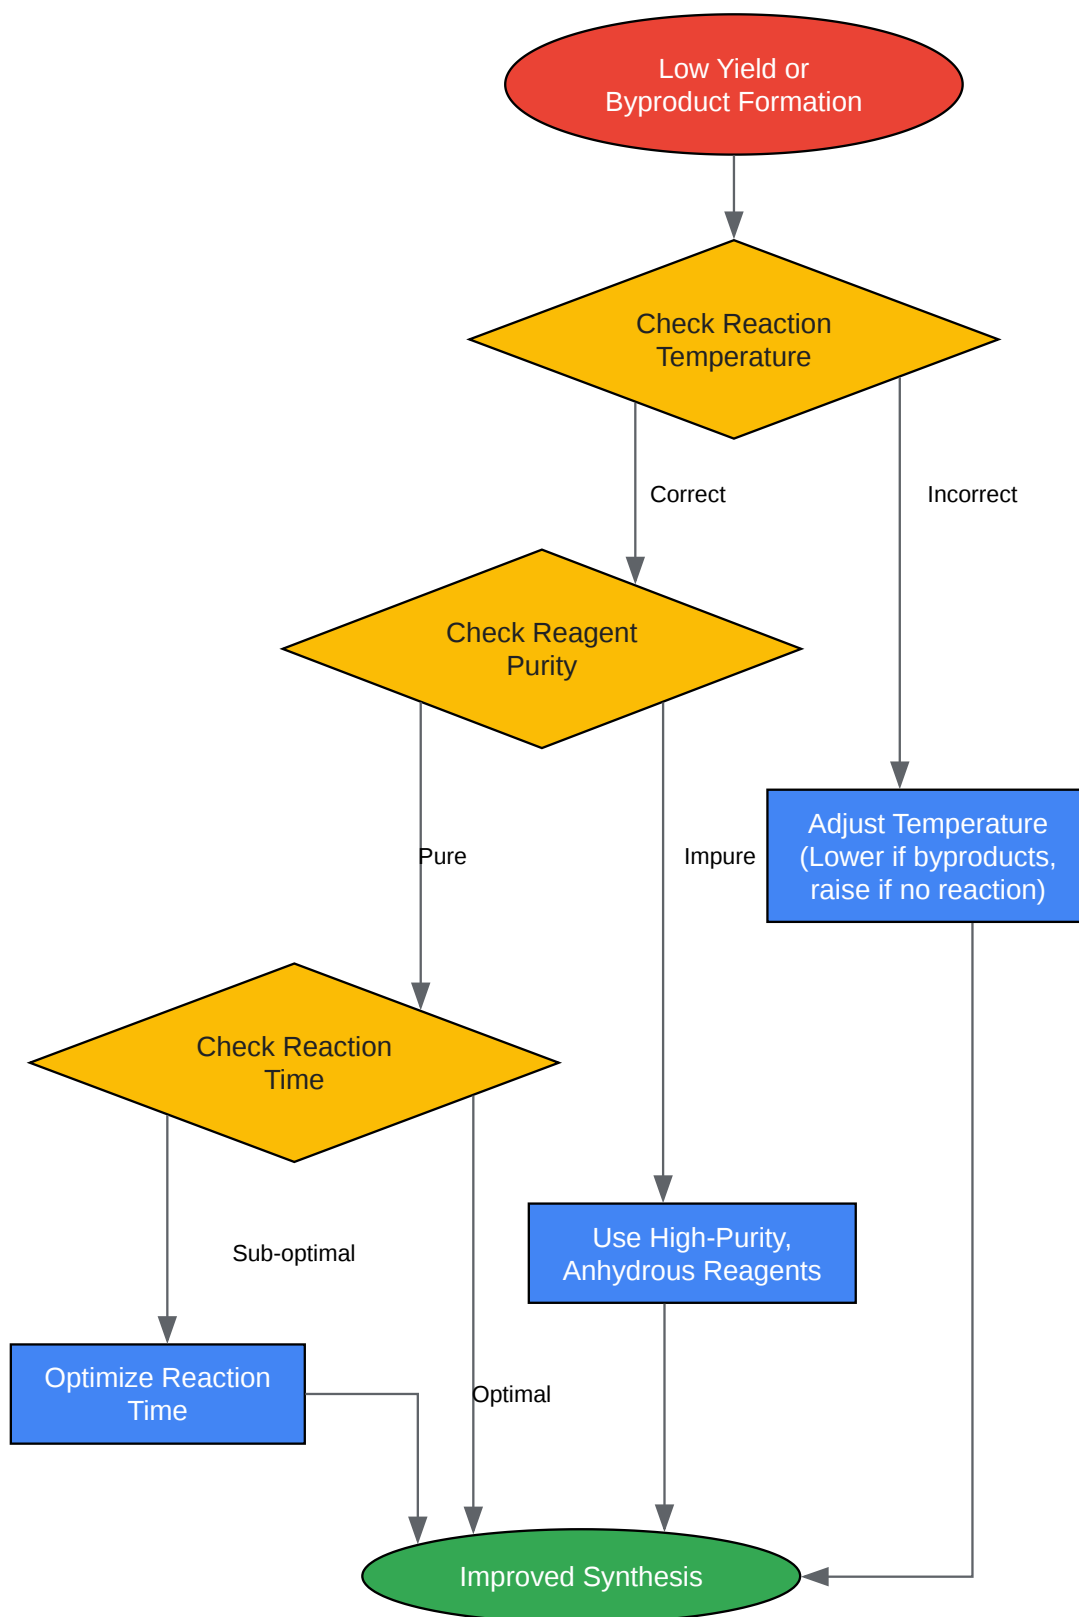 Low Yield or
Byproduct Formation
Check Reaction
Temperature
Correct
Incorrect
Check Reagent
Purity
Pure
Impure
Adjust Temperature
(Lower if byproducts,
raise if no reaction)
Check Reaction
Time
Sub-optimal
Use High-Purity,
Anhydrous Reagents
Optimize Reaction
Time
Optimal
Improved Synthesis